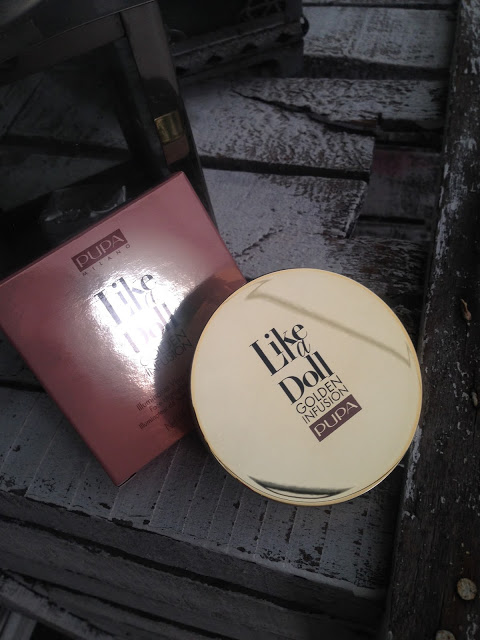 PUPA
MILANO
Like
a
Doll
GOLDEN
INFUSION
Like
a
Doll
GOLDEN
INFUSION
PUPA